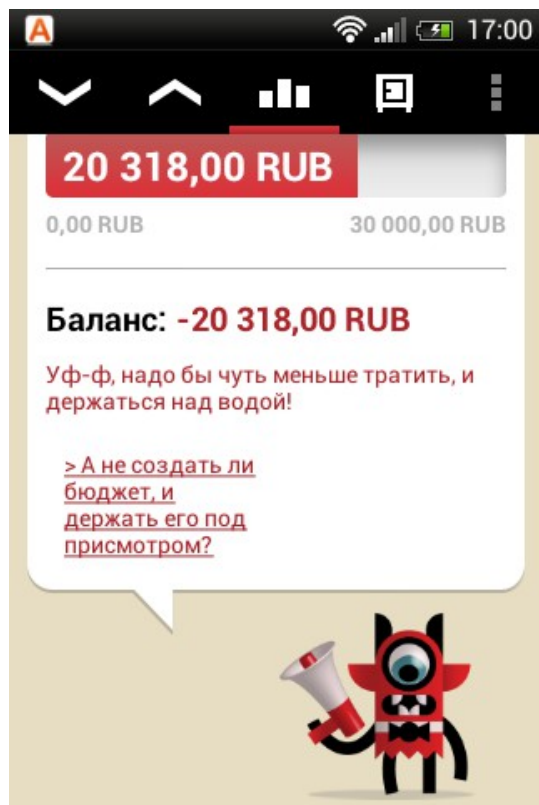 A
17:00
20 318,00 RUB
0,00 RUB
30 000,00 RUB
Баланс: -20 318,00 RUB
Уф-ф, надо бы чуть меньше тратить, и
держаться над водой!
> А не создать ли
бюджет, и
держать его под
присмотром?